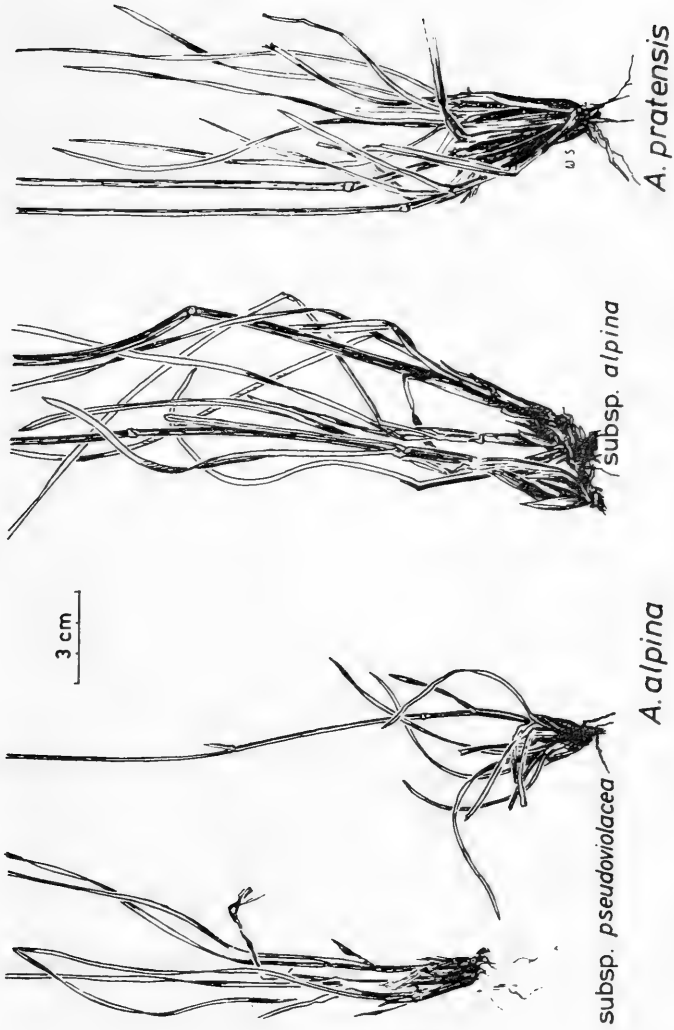 3 cm
subsp. pseudoviolacea
subsp. alpina
A. alpina
A. pratensis